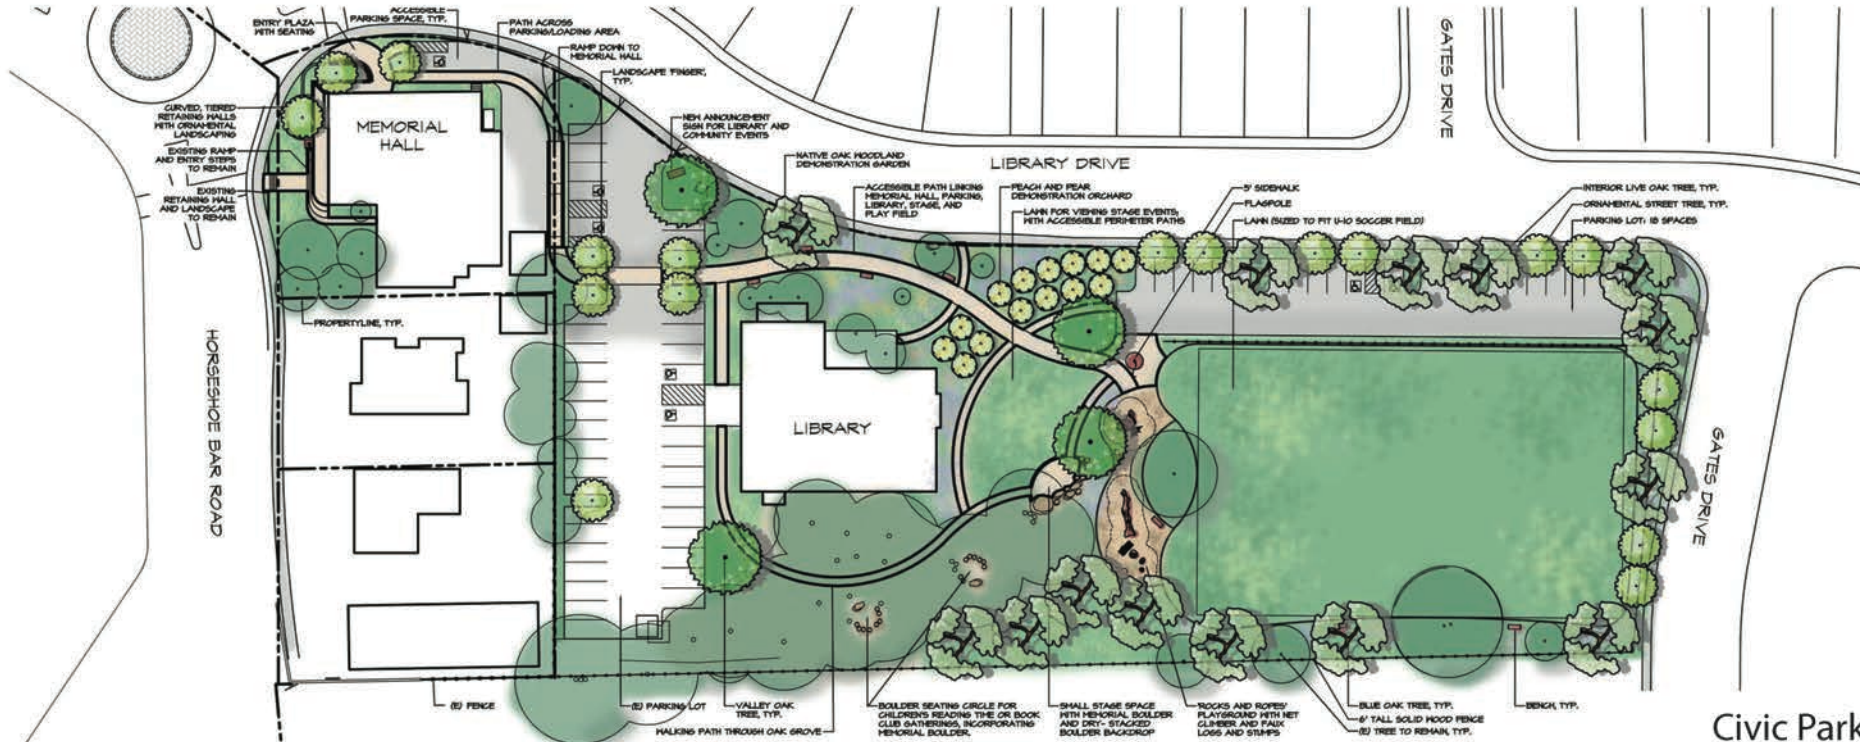 ENTRY PLAZA
WITH SEATING
ACCESSIBLE
PARKING SPACE, TYP.
PATH ACROSS
PARKING/LOADING AREA
RAMP DOWN TO
MEMORIAL HALL
LANDSCAPE 'FINGER',
TYP.
CURVED, TIERED
RETAINING WALLS
WITH ORNAMENTAL
LANDSCAPING
EXISTING RAMP
AND ENTRY STEPS
TO REMAIN
EXISTING
RETAINING WALL
AND LANDSCAPE
TO REMAIN
MEMORIAL
HALL
NEW ANNOUNCEMENT
SIGN FOR LIBRARY AND
COMMUNITY EVENTS
NATIVE OAK WOODLAND
DEMONSTRATION GARDEN
LIBRARY DRIVE
GATES DRIVE
ACCESSIBLE PATH LINKING
MEMORIAL HALL, PARKING,
LIBRARY, STAGE, AND
PLAY FIELD
PEACH AND PEAR
DEMONSTRATION ORCHARD
LAWN FOR VIEWING STAGE EVENTS,
WITH ACCESSIBLE PERIMETER PATHS
5' SIDEWALK
FLAGPOLE
LAWN (SIZED TO FIT U-10 SOCCER FIELD)
INTERIOR LIVE OAK TREE, TYP.
ORNAMENTAL STREET TREE, TYP.
PARKING LOT: 18 SPACES
PROPERTYLINE, TYP.
HORSESHOE BAR ROAD
LIBRARY
GATES DRIVE
(E) FENCE
(E) PARKING LOT
VALLEY OAK
TREE, TYP.
WALKING PATH THROUGH OAK GROVE
BOULDER SEATING CIRCLE FOR
CHILDREN'S READING TIME OR BOOK
CLUB GATHERINGS, INCORPORATING
MEMORIAL BOULDER.
SMALL STAGE SPACE
WITH MEMORIAL BOULDER
AND DRY- STACKED
BOULDER BACKDROP
'ROCKS AND ROPES'
PLAYGROUND WITH NET
CLIMBER AND FAUX
LOGS AND STUMPS
BLUE OAK TREE, TYP.
6' TALL SOLID WOOD FENCE
(E) TREE TO REMAIN, TYP.
BENCH, TYP.
Civic Park